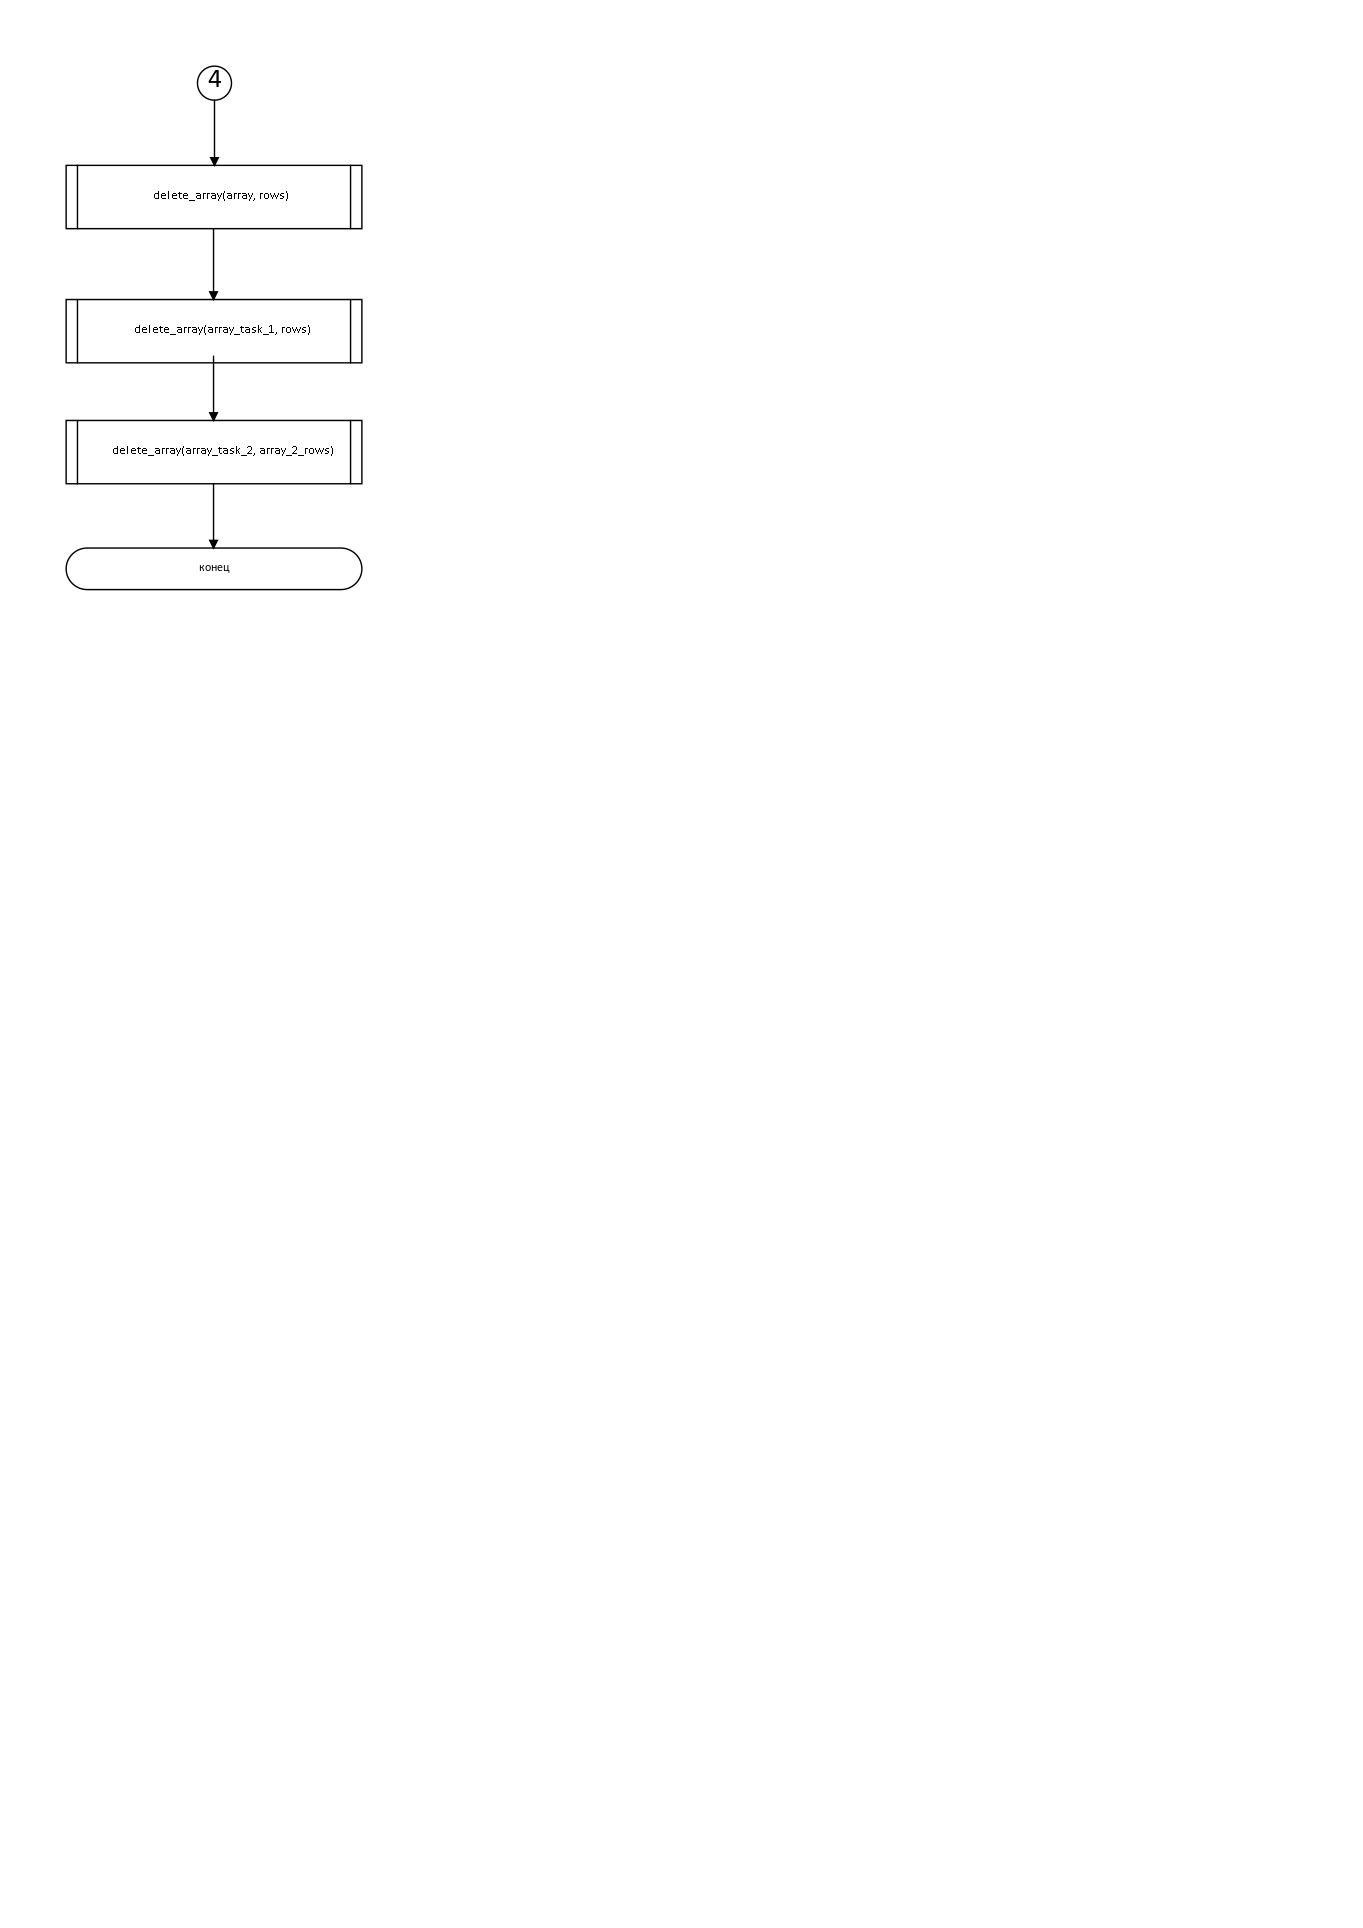 4
delete_array(array, rows)
delete_array(array_task_1, rows)
delete_array(array_task_2, array_2_rows)
конец